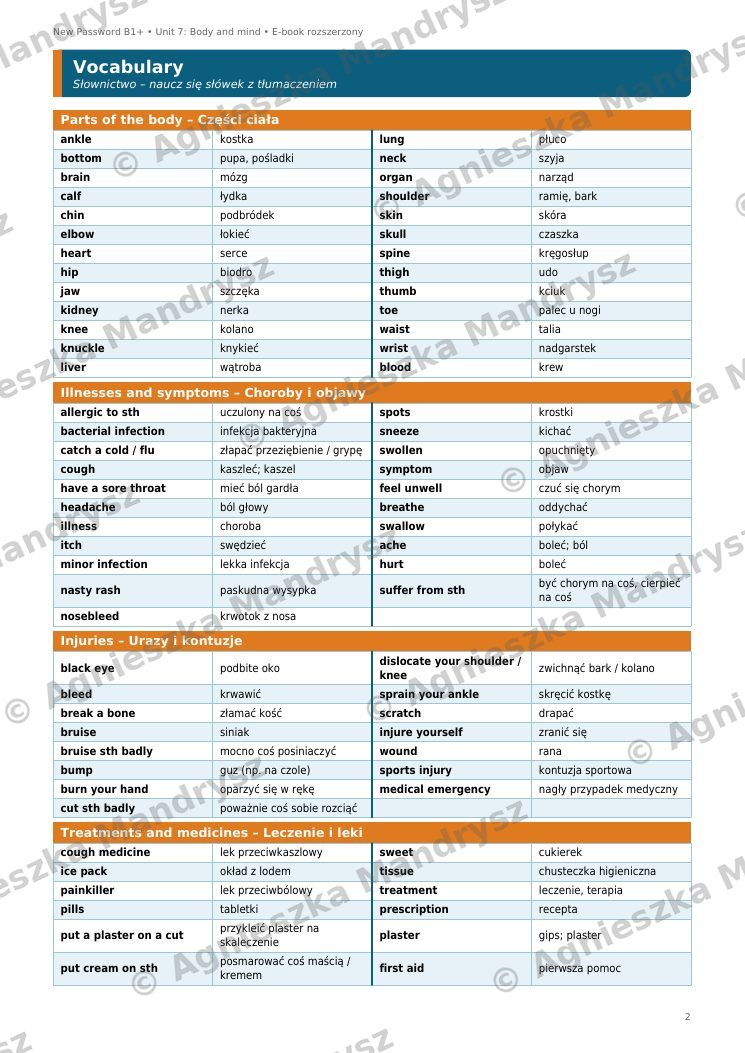 New Password B1+ • Unit 7: Body and mind • E-book rozszerzony
Vocabulary
Słownictwo – naucz się słówek z tłumaczeniem
Parts of the body – Części ciała
ankle kostka lung płuco
bottom pupa, pośladki neck szyja
brain mózg organ narząd
calf łydka shoulder ramię, bark
chin podbródek skin skóra
elbow łokieć skull czaszka
heart serce spine kręgosłup
hip biodro thigh udo
jaw szczęka thumb kciuk
kidney nerka toe palec u nogi
knee kolano waist talia
knuckle knykieć wrist nadgarstek
liver wątroba blood krew
Illnesses and symptoms – Choroby i objawy
allergic to sth uczulony na coś spots krostki
bacterial infection infekcja bakteryjna sneeze kichać
catch a cold / flu złapać przeziębienie / grypę swollen opuchnięty
cough kaszleć; kaszel symptom objaw
have a sore throat mieć ból gardła feel unwell czuć się chorym
headache ból głowy breathe oddychać
illness choroba swallow połykać
itch swędzieć ache boleć; ból
minor infection lekka infekcja hurt boleć
nasty rash paskudna wysypka suffer from sth być chorym na coś, cierpieć
na coś
nosebleed krwotok z nosa
Injuries – Urazy i kontuzje
black eye podbite oko dislocate your shoulder /
knee zwichnąć bark / kolano
bleed krwawić sprain your ankle skręcić kostkę
break a bone złamać kość scratch drapać
bruise siniak injure yourself zranić się
bruise sth badly mocno coś posiniaczyć wound rana
bump guz (np. na czole) sports injury kontuzja sportowa
burn your hand oparzyć się w rękę medical emergency nagły przypadek medyczny
cut sth badly poważnie coś sobie rozciąć
Treatments and medicines – Leczenie i leki
cough medicine lek przeciwkaszlowy sweet cukierek
ice pack okład z lodem tissue chusteczka higieniczna
painkiller lek przeciwbólowy treatment leczenie, terapia
pills tabletki prescription recepta
put a plaster on a cut przykleić plaster na
skaleczenie plaster gips; plaster
put cream on sth posmarować coś maścią /
kremem first aid pierwsza pomoc
2
© Agnieszka Mandrysz